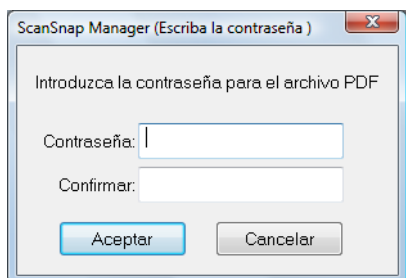 ScanSnap Manager (Escriba la contraseña )
Introduzca la contraseña para el archivo PDF
Contraseña:
Confirmar:
Aceptar Cancelar